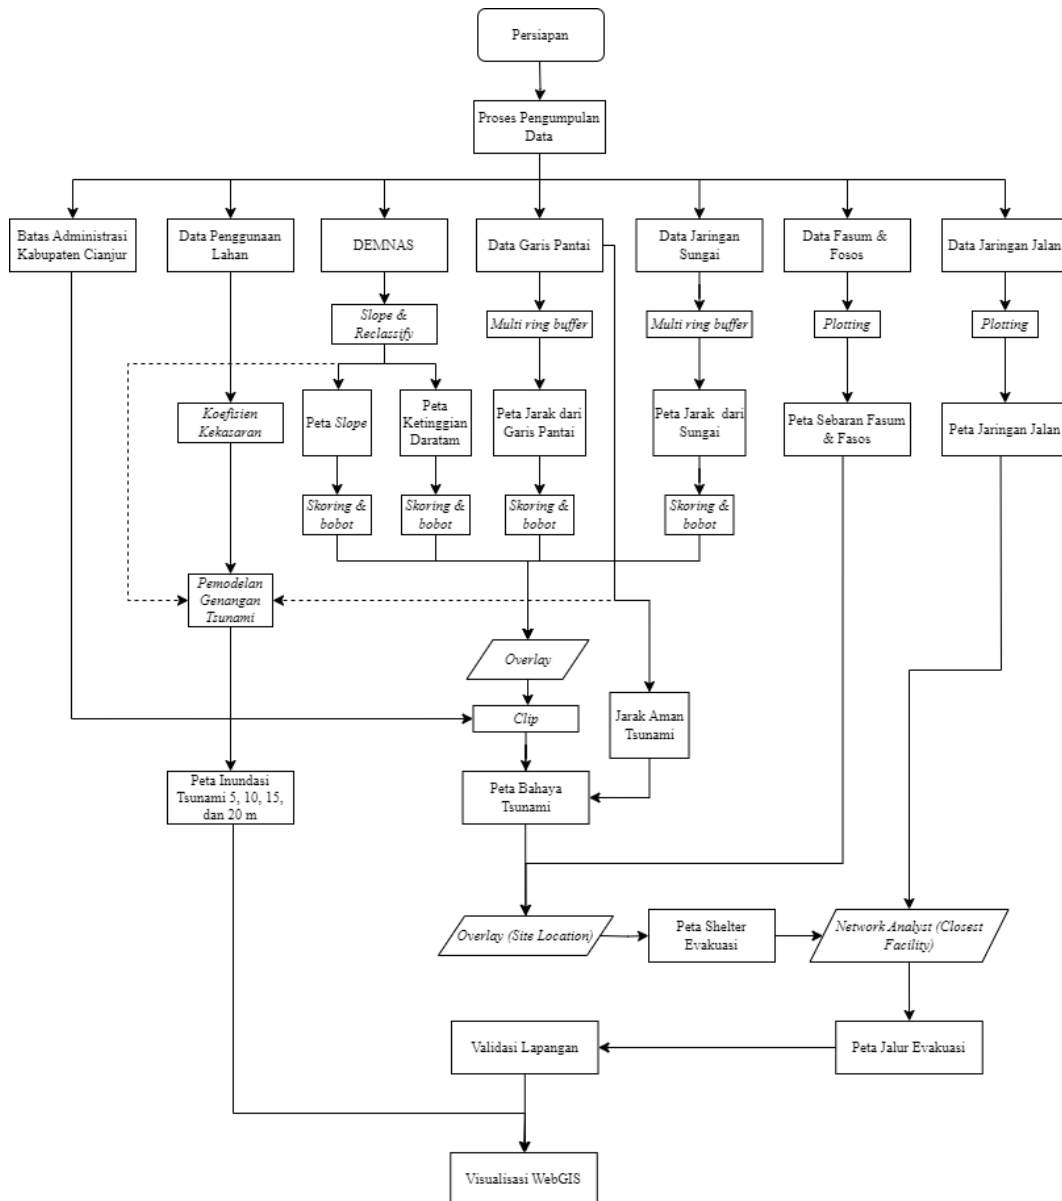 Persiapan
Proses Pengumpulan
Data
Batas Administrasi
Kabupaten Cianjur
Data Penggunaan
Lahan
DEMNAS
Data Garis Pantai
Data Jaringan
Sungai
Data Fasum &
Fosos
Data Jaringan Jalan
Slope &
Reclassify
Multi ring buffer
Multi ring buffer
Plotting
Plotting
Koefisien
Kekasaran
Peta Slope
Peta
Ketinggian
Daratam
Peta Jarak dari
Garis Pantai
Peta Jarak dari
Sungai
Peta Sebaran Fasum
& Fasos
Peta Jaringan Jalan
Skoring &
bobot
Skoring &
bobot
Skoring &
bobot
Skoring &
bobot
Pemodelan
Genangan
Tsunami
Overlay
Clip
Jarak Aman
Tsunami
Peta Inundasi
Tsunami 5, 10, 15,
dan 20 m
Peta Bahaya
Tsunami
Overlay (Site Location)
Peta Shelter
Evakuasi
Network Analyst (Closest
Facility)
Validasi Lapangan
Peta Jalur Evakuasi
Visualisasi WebGIS